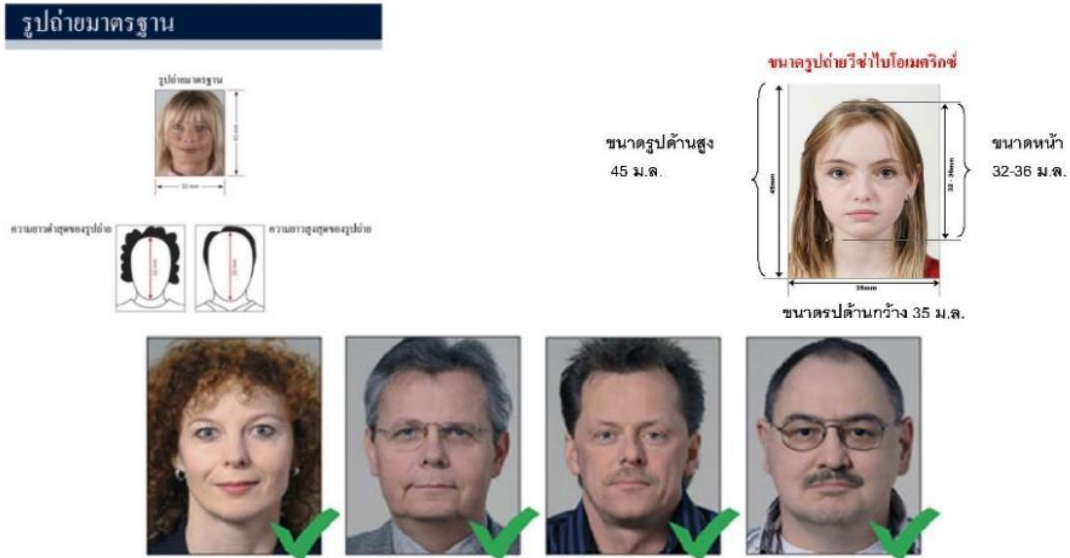 รูปถ่ายมาตรฐาน
รูปถ่ายมาตรฐาน
45 mm
35 mm
ความยาวต่ำสุดของรูปถ่าย
ความยาวสูงสุดของรูปถ่าย
ขนาดรูปถ่ายวีซ่าไบโอเมตริกซ์
ขนาดรูปด้านสูง
45 ม.ล.
45mm
32 - 36mm
ขนาดหน้า
32-36 ม.ล.
35mm
ขนาดรูปด้านกว้าง 35 ม.ล.